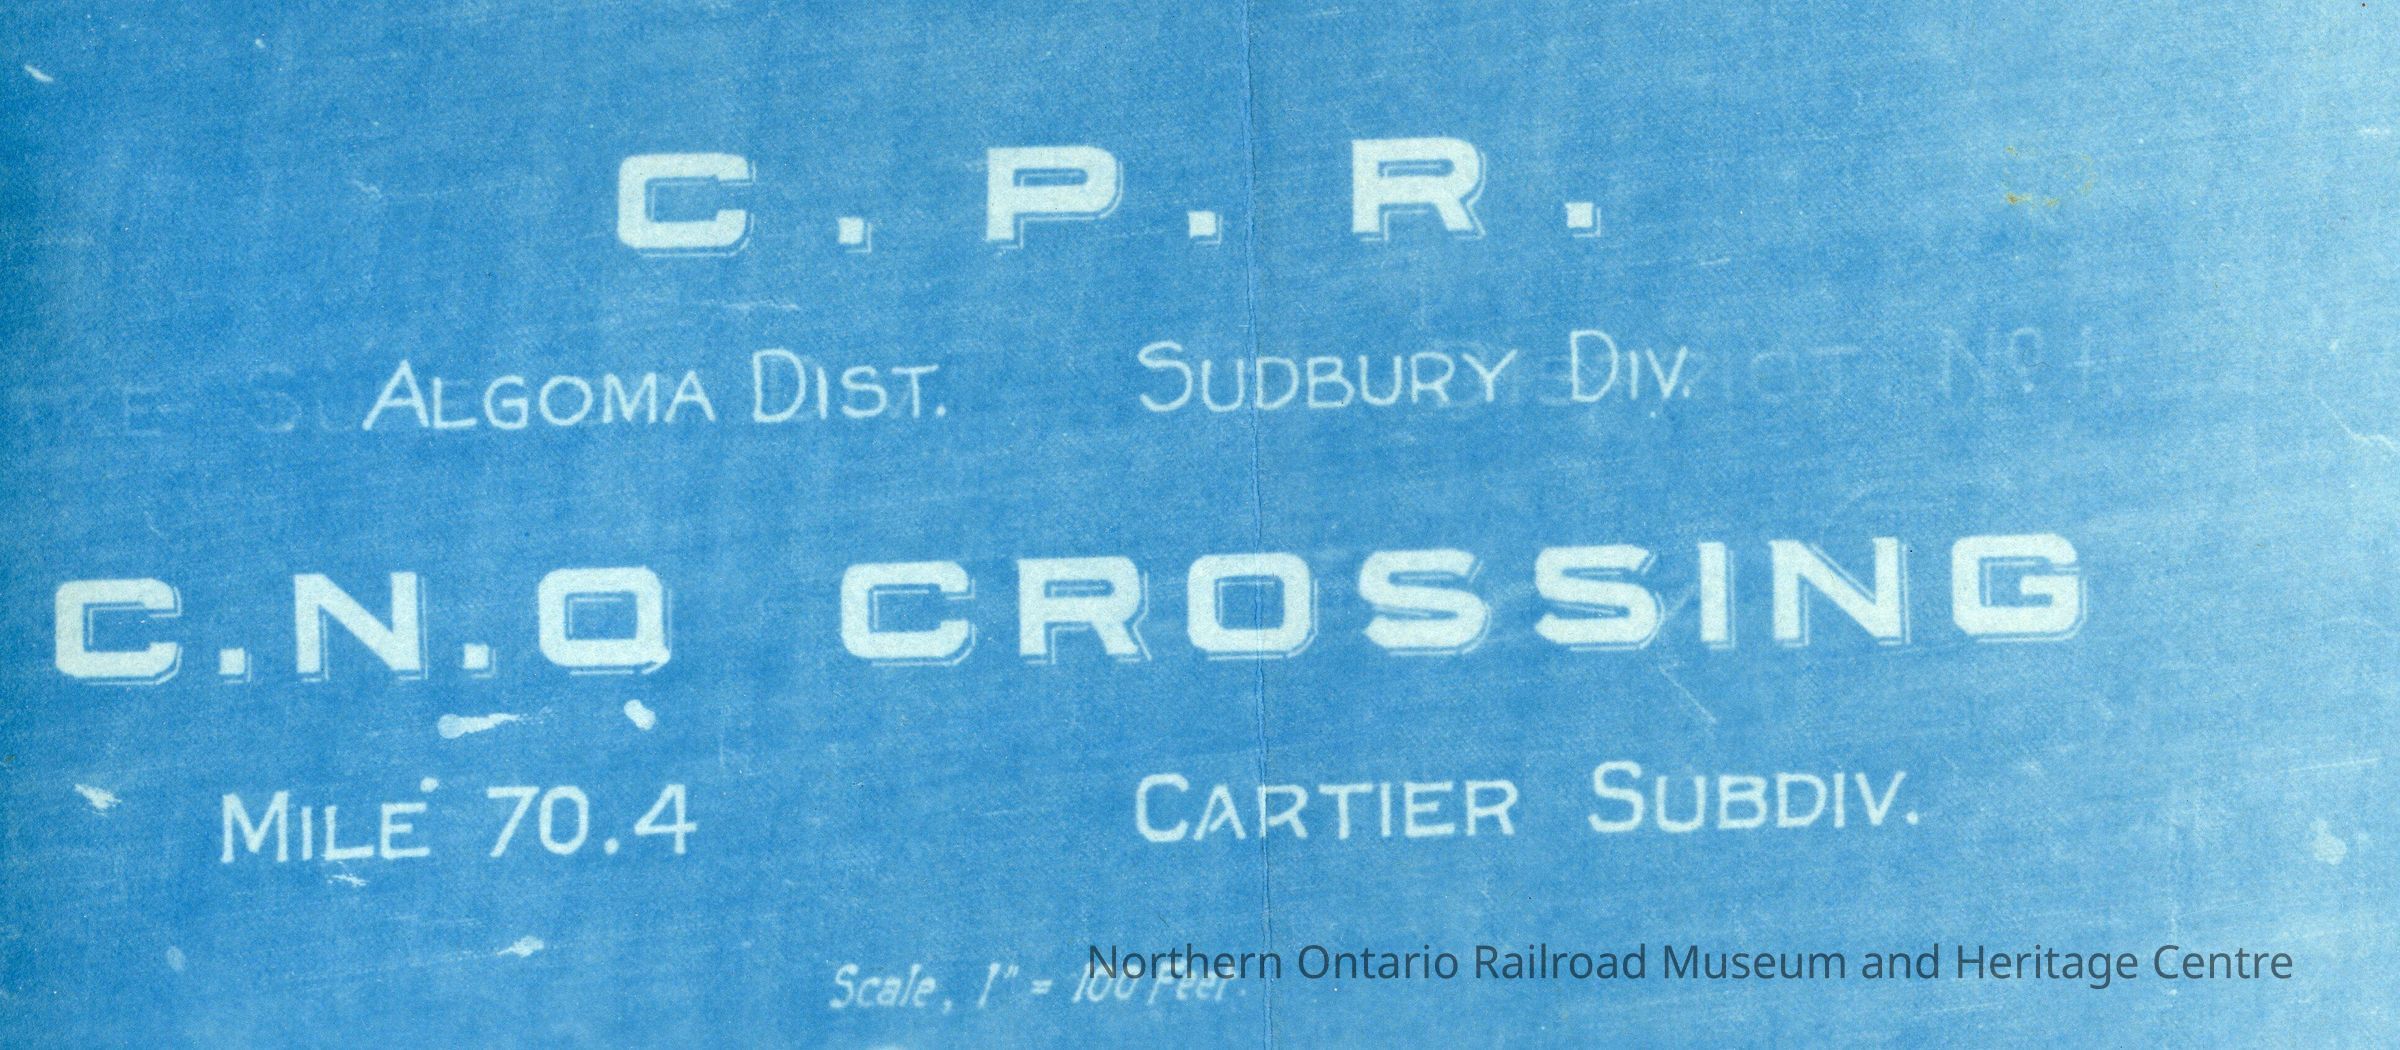 C. P. R.
ALGOMA DIST. SUDBURY DIV.
C.N.O CROSSING
MILE 70.4 CARTIER SUBDIV.
Scale, 1" = 100 Feet.
Northern Ontario Railroad Museum and Heritage Centre